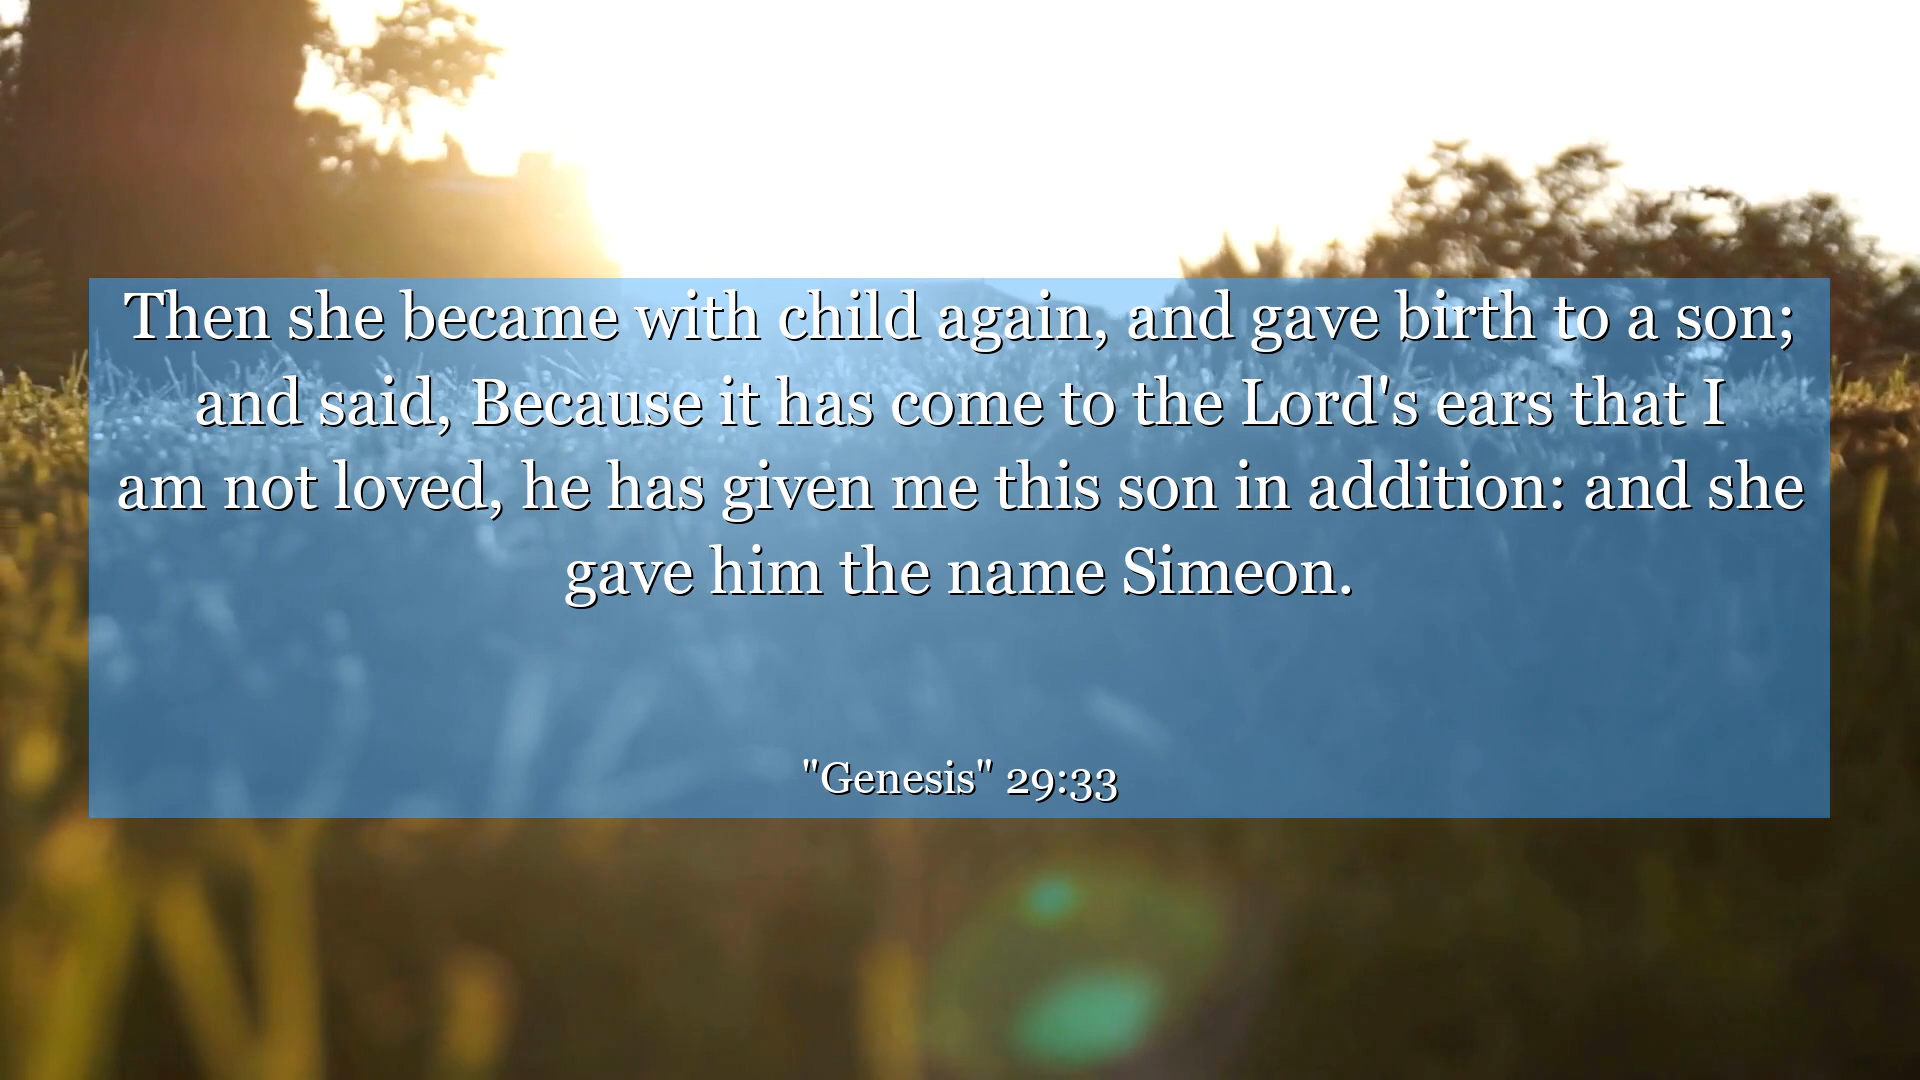 Then she became with child again, and gave birth to a son;
and said, Because it has come to the Lord's ears that I
am not loved, he has given me this son in addition: and she
gave him the name Simeon.
"Genesis" 29:33